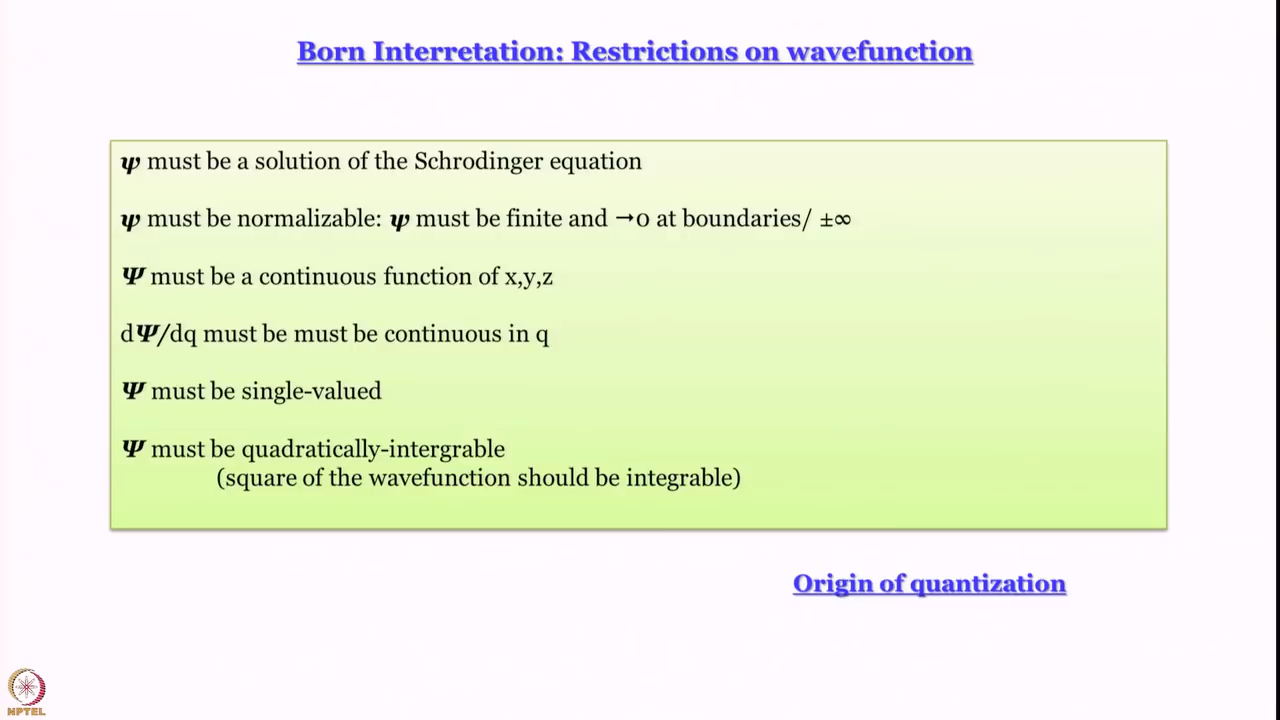 Born Interretation: Restrictions on wavefunction
ψ must be a solution of the Schrodinger equation
ψ must be normalizable: ψ must be finite and →0 at boundaries/ ±∞
Ψ must be a continuous function of x,y,z
dΨ/dq must be must be continuous in q
Ψ must be single-valued
Ψ must be quadratically-intergrable
(square of the wavefunction should be integrable)
Origin of quantization
NPTEL